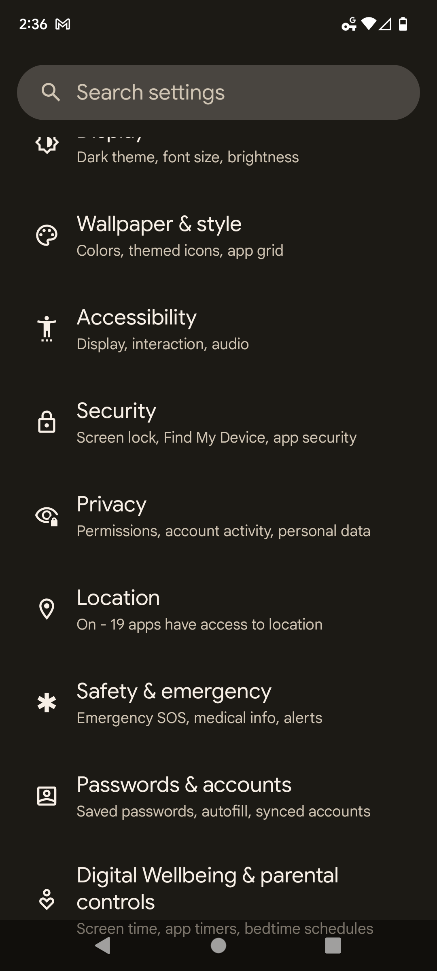 2:36
Search settings
Display
Dark theme, font size, brightness
Wallpaper & style
Colors, themed icons, app grid
Accessibility
Display, interaction, audio
Security
Screen lock, Find My Device, app security
Privacy
Permissions, account activity, personal data
Location
On - 19 apps have access to location
Safety & emergency
Emergency SOS, medical info, alerts
Passwords & accounts
Saved passwords, autofill, synced accounts
Digital Wellbeing & parental
controls
Screen time, app timers, bedtime schedules